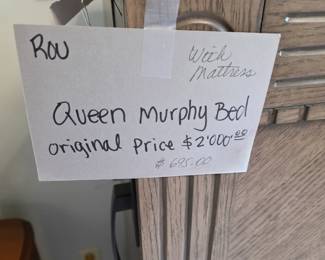 Rou
With
Mattress
Queen Murphy Bed
original Price $2'000.00
$ 695.00